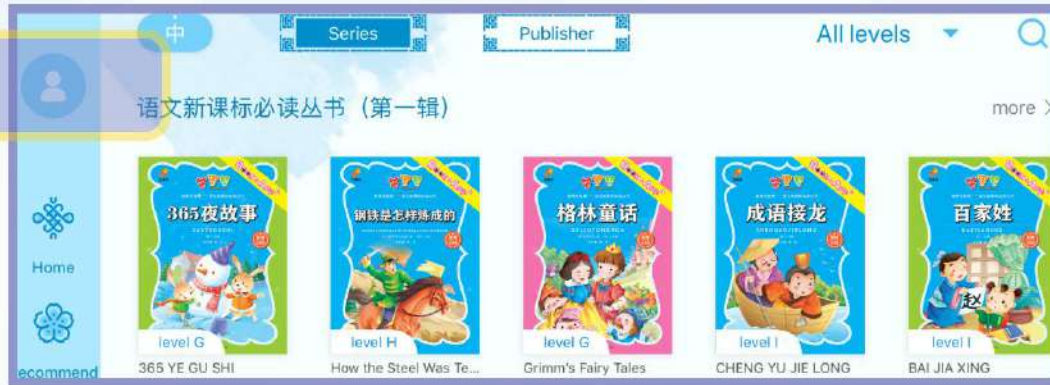 中
Series
Publisher
All levels
语文新课标必读丛书（第一辑）
more
365夜故事
level G
365 YE GU SHI
钢铁是怎样炼成的
level H
How the Steel Was Te...
格林童话
level G
Grimm's Fairy Tales
成语接龙
CHENGYUJIELONG
level I
CHENG YU JIE LONG
百家姓
BAIJIAXING
赵
level I
BAI JIA XING
Home
ecommend